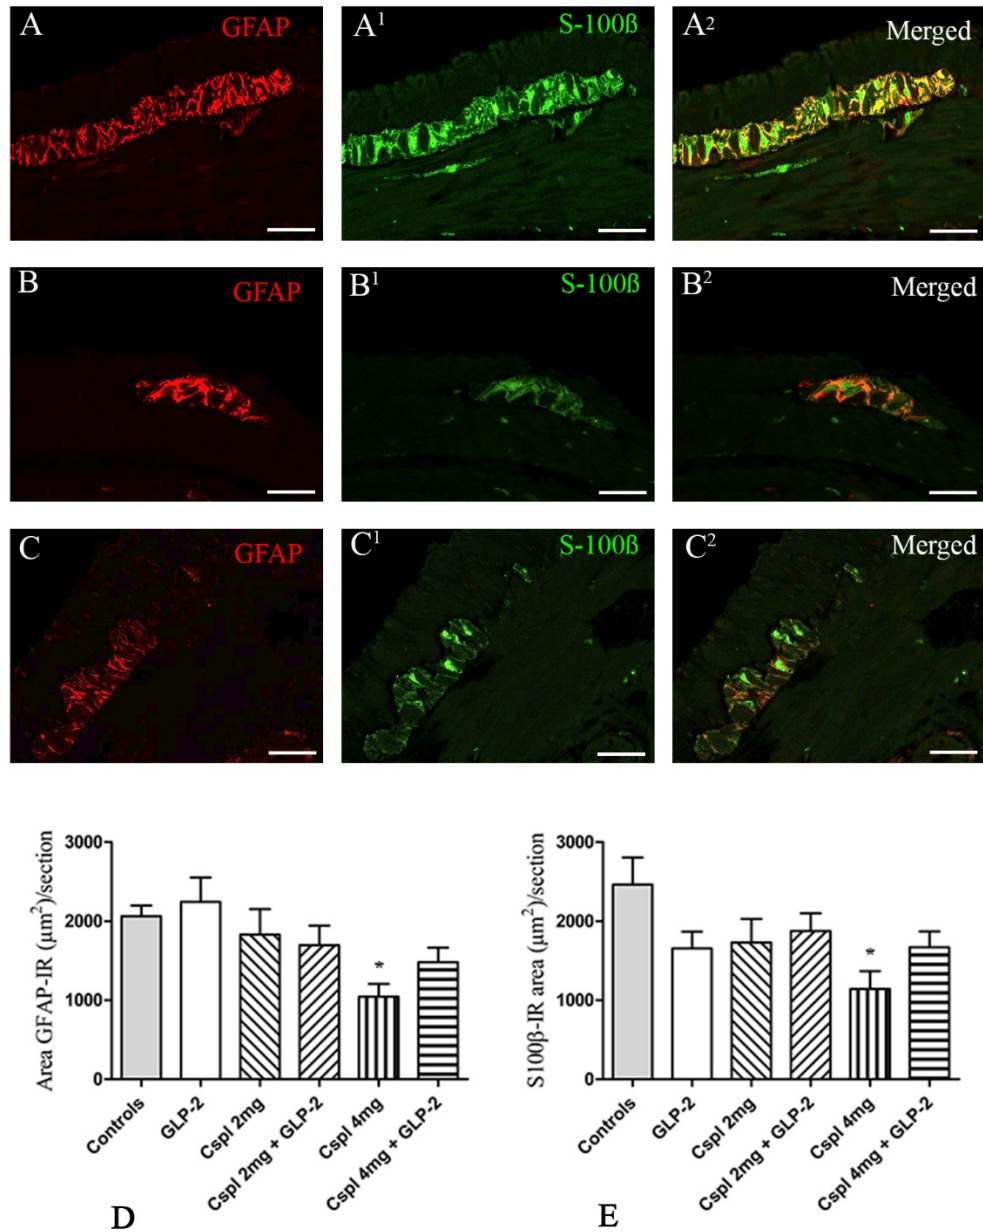 A GFAP A¹ S-100ß A² Merged
B GFAP B¹ S-100ß B² Merged
C GFAP C¹ S-100ß C² Merged
Area GFAP-IR (µm²)/section
3000
2000
1000
0
*
Controls
GLP-2
Cspl 2mg
Cspl 2mg + GLP-2
Cspl 4mg
Cspl 4mg + GLP-2
D
S100β-IR area (µm²)/section
3000
2000
1000
0
*
Controls
GLP-2
Cspl 2mg
Cspl 2mg + GLP-2
Cspl 4mg
Cspl 4mg + GLP-2
E